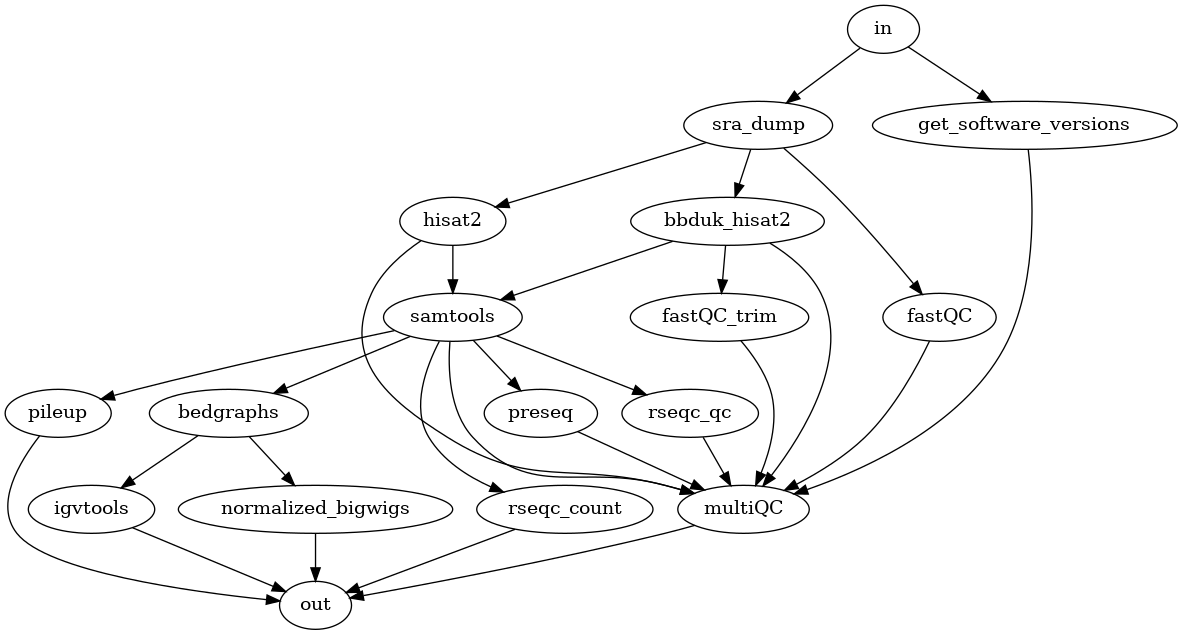 in
sra_dump
get_software_versions
hisat2
bbduk_hisat2
samtools
fastQC_trim
fastQC
pileup
bedgraphs
preseq
rseqc_qc
igvtools
normalized_bigwigs
rseqc_count
multiQC
out